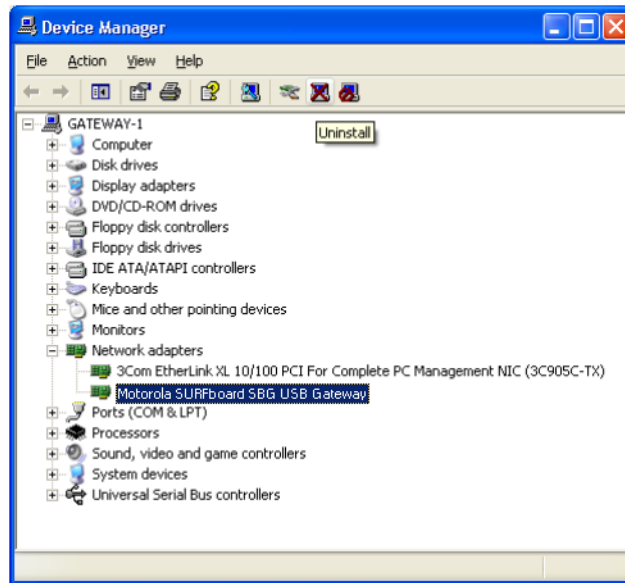 Device Manager
File Action View Help
Uninstall
GATEWAY-1
Computer
Disk drives
Display adapters
DVD/CD-ROM drives
Floppy disk controllers
Floppy disk drives
IDE ATA/ATAPI controllers
Keyboards
Mice and other pointing devices
Monitors
Network adapters
3Com EtherLink XL 10/100 PCI For Complete PC Management NIC (3C905C-TX)
Motorola SURFboard SBG USB Gateway
Ports (COM & LPT)
Processors
Sound, video and game controllers
System devices
Universal Serial Bus controllers